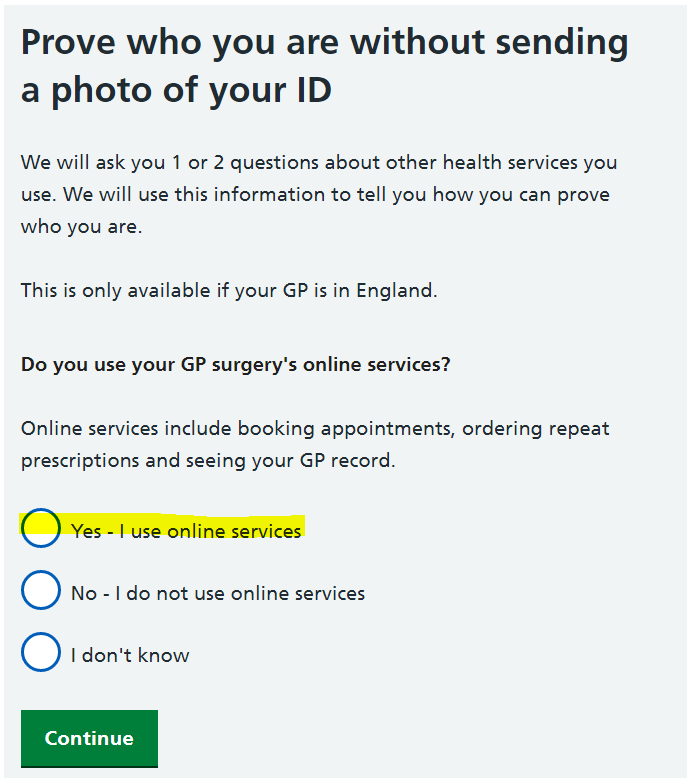 Prove who you are without sending
a photo of your ID
We will ask you 1 or 2 questions about other health services you
use. We will use this information to tell you how you can prove
who you are.
This is only available if your GP is in England.
Do you use your GP surgery's online services?
Online services include booking appointments, ordering repeat
prescriptions and seeing your GP record.
Yes - I use online services
No - I do not use online services
I don't know
Continue